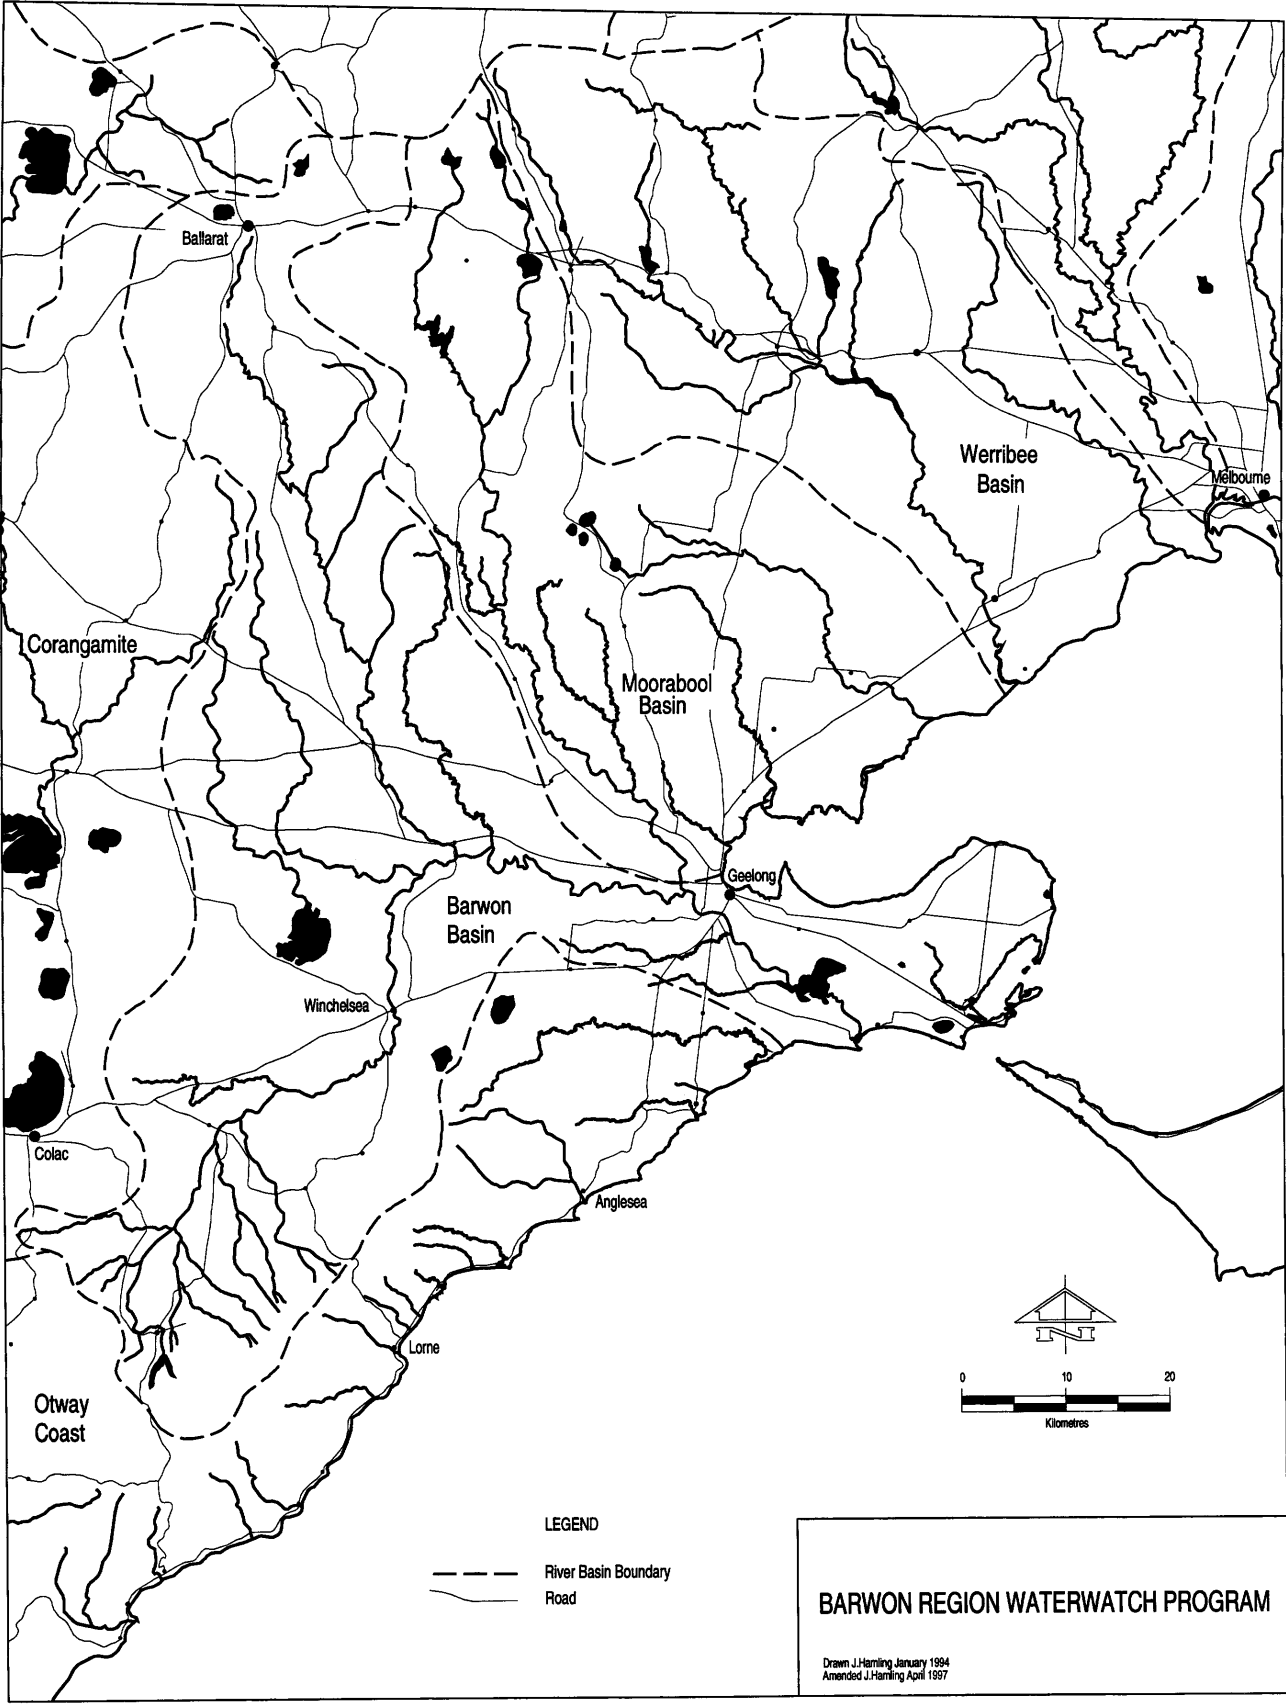 Ballarat
Werribee
Basin
Melbourne
Corangamite
Moorabool
Basin
Geelong
Barwon
Basin
Winchelsea
Colac
Anglesea
Lorne
N
0 10 20
Kilometres
Otway
Coast
LEGEND
River Basin Boundary
Road
BARWON REGION WATERWATCH PROGRAM
Drawn J.Hamling January 1994
Amended J.Hamling April 1997